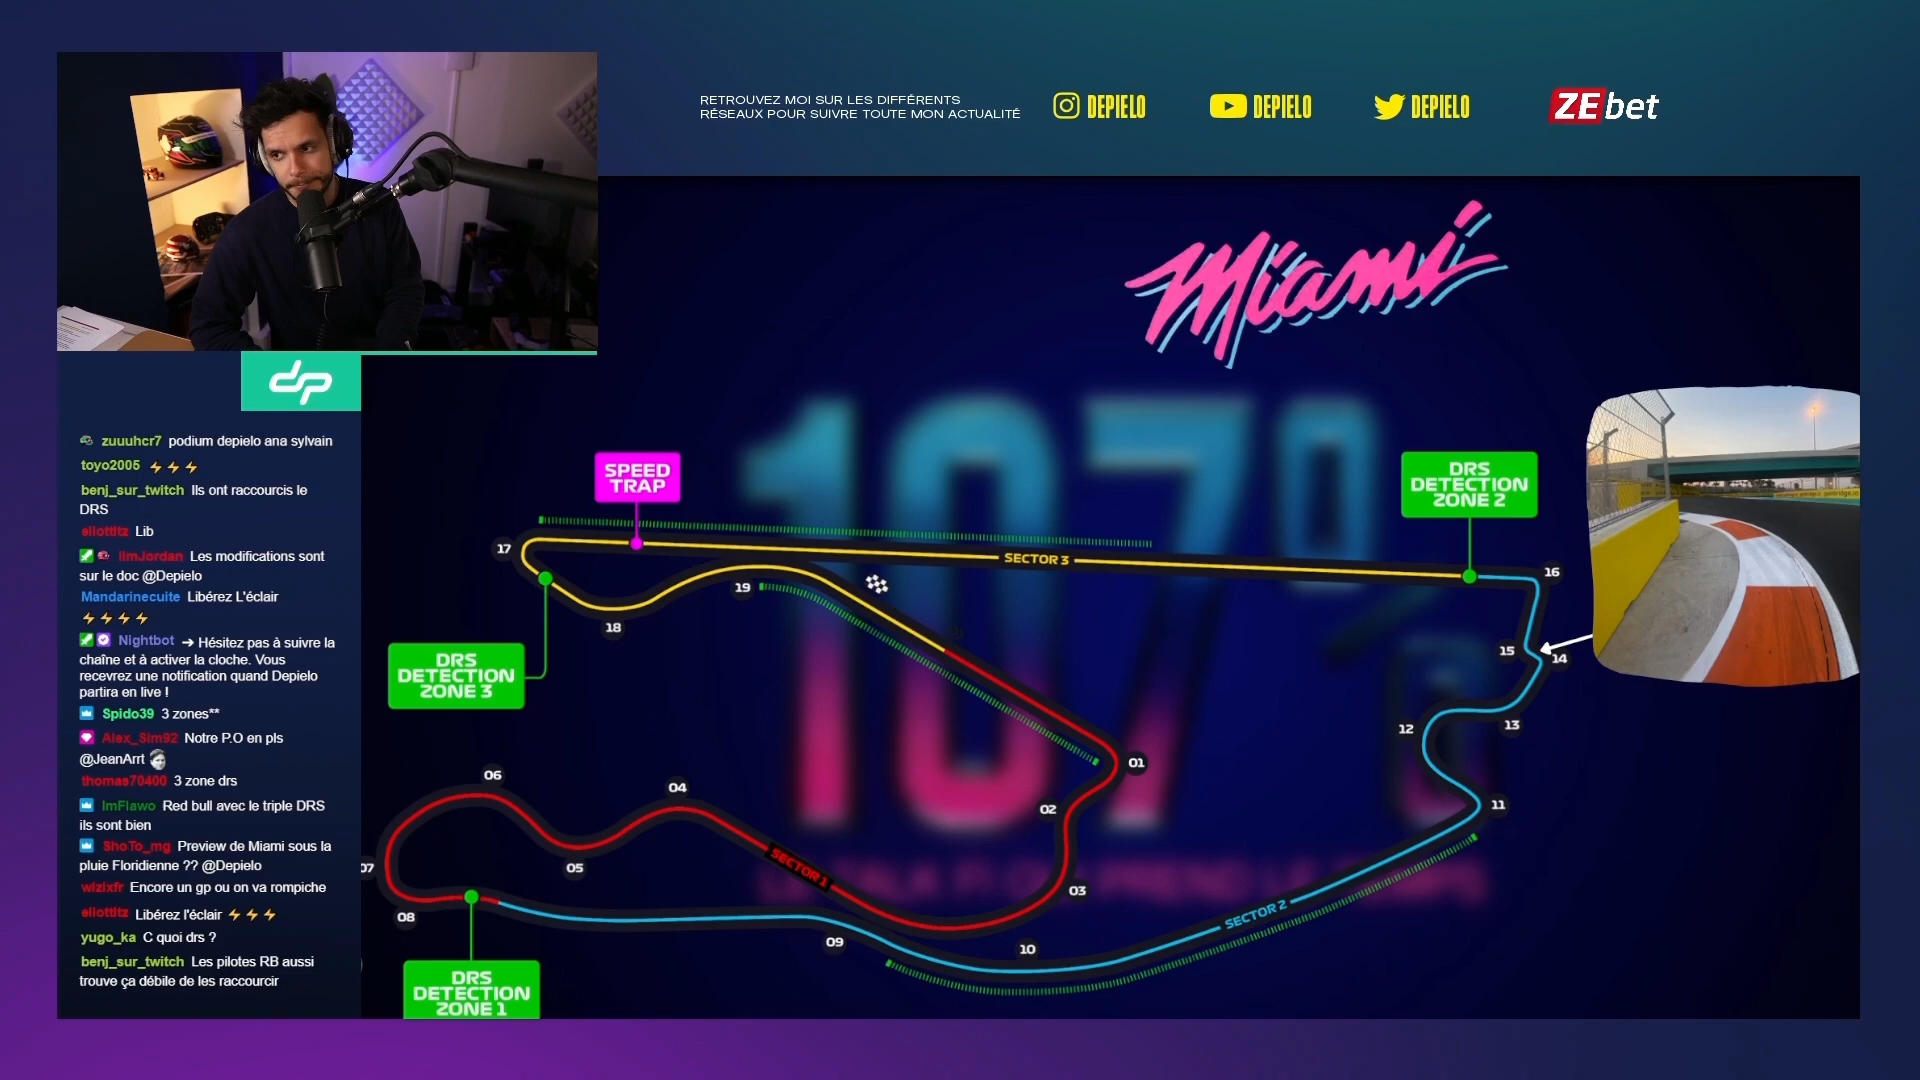 RETROUVEZ MOI SUR LES DIFFÉRENTS
RÉSEAUX POUR SUIVRE TOUTE MON ACTUALITÉ
DEPIELO
DEPIELO
DEPIELO
ZEbet
Miami
dp
zuuuhcr7 podium depielo ana sylvain
toyo2005
benj_sur_twitch Ils ont raccourcis le
DRS
eliottitz Lib
IimJordan Les modifications sont
sur le doc @Depielo
Mandarinecuite Libérez L'éclair
Nightbot ➔ Hésitez pas à suivre la
chaîne et à activer la cloche. Vous
recevrez une notification quand Depielo
partira en live !
Spido39 3 zones**
Alex_Sim92 Notre P.O en pls
@JeanArrt
thomas70400 3 zone drs
ImFlawo Red bull avec le triple DRS
ils sont bien
ShoTo_mg Preview de Miami sous la
pluie Floridienne ?? @Depielo
wizixfr Encore un gp ou on va rompiche
eliottitz Libérez l'éclair
yugo_ka C quoi drs ?
benj_sur_twitch Les pilotes RB aussi
trouve ça débile de les raccourcir
107%
SPEED
TRAP
DRS
DETECTION
ZONE 2
17
SECTOR 3
16
19
18
15
14
DRS
DETECTION
ZONE 3
12
13
01
06
04
02
11
07
05
SECTOR 1
03
08
SECTOR 2
09
10
DRS
DETECTION
ZONE 1